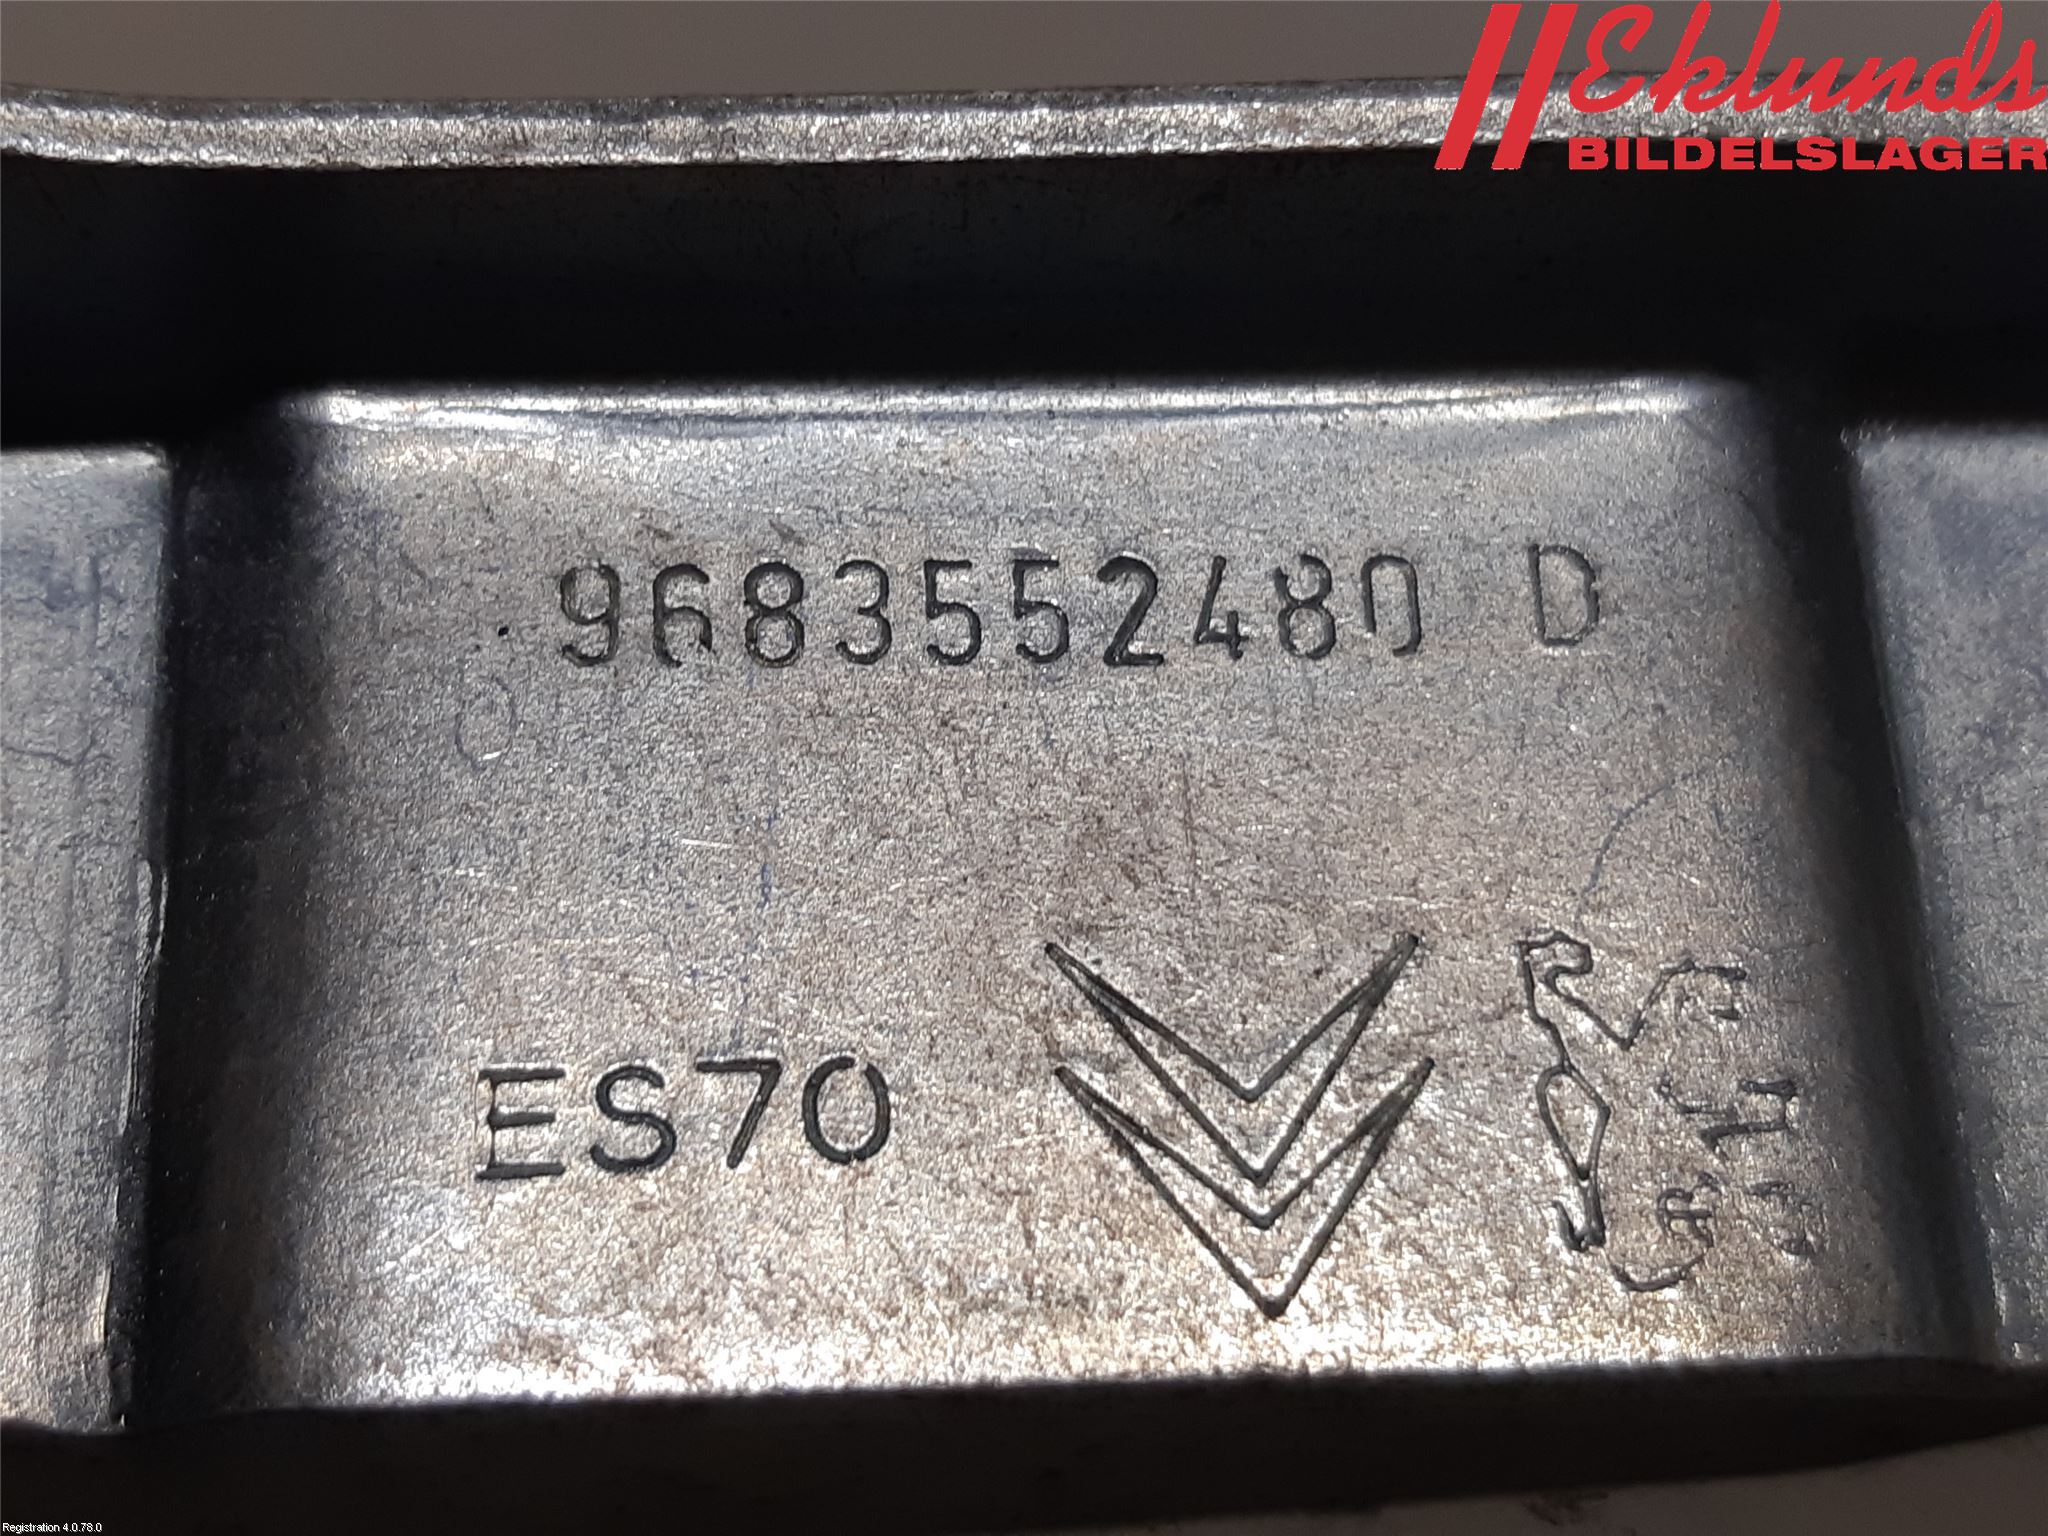 Eklunds
BILDELSLAGER
9683552480 D
ES70
Registration 4.0.78.0